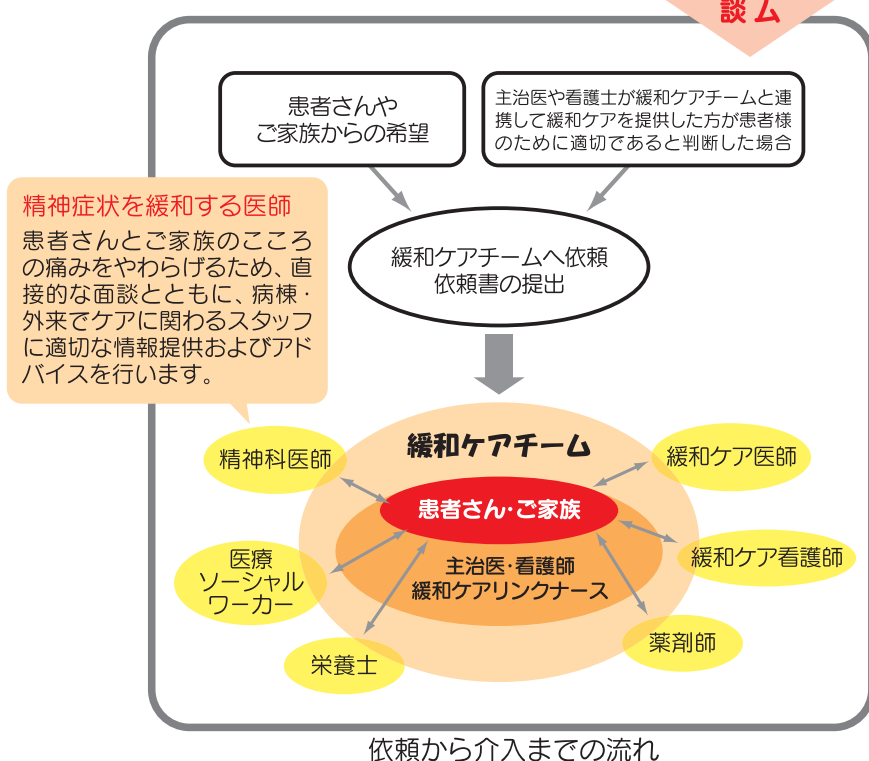 談ム
患者さんや
ご家族からの希望
主治医や看護士が緩和ケアチームと連
携して緩和ケアを提供した方が患者様
のために適切であると判断した場合
精神症状を緩和する医師
患者さんとご家族のこころ
の痛みをやわらげるため、直
接的な面談とともに、病棟・
外来でケアに関わるスタッフ
に適切な情報提供およびアド
バイスを行います。
緩和ケアチームへ依頼
依頼書の提出
緩和ケアチーム
精神科医師
緩和ケア医師
患者さん・ご家族
医療
ソーシャル
ワーカー
主治医・看護師
緩和ケアリンクナース
緩和ケア看護師
栄養士
薬剤師
依頼から介入までの流れ